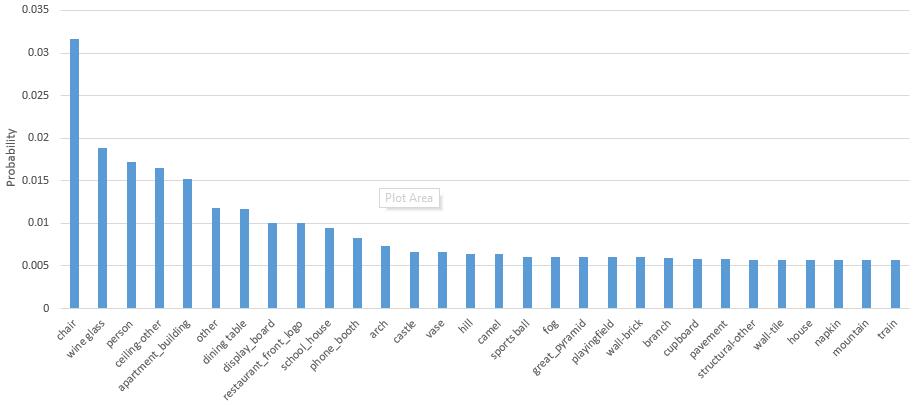 0.035
0.03
0.025
0.02
0.015
0.01
0.005
0
Probability
Plot Area
chair
wine glass
person
ceiling-other
apartment_building
other
dining table
display_board
restaurant_front_logo
school_house
phone_booth
arch
castle
vase
hill
camel
sports ball
fog
great_pyramid
playingfield
wall-brick
branch
cupboard
pavement
structural-other
wall-tile
house
napkin
mountain
train